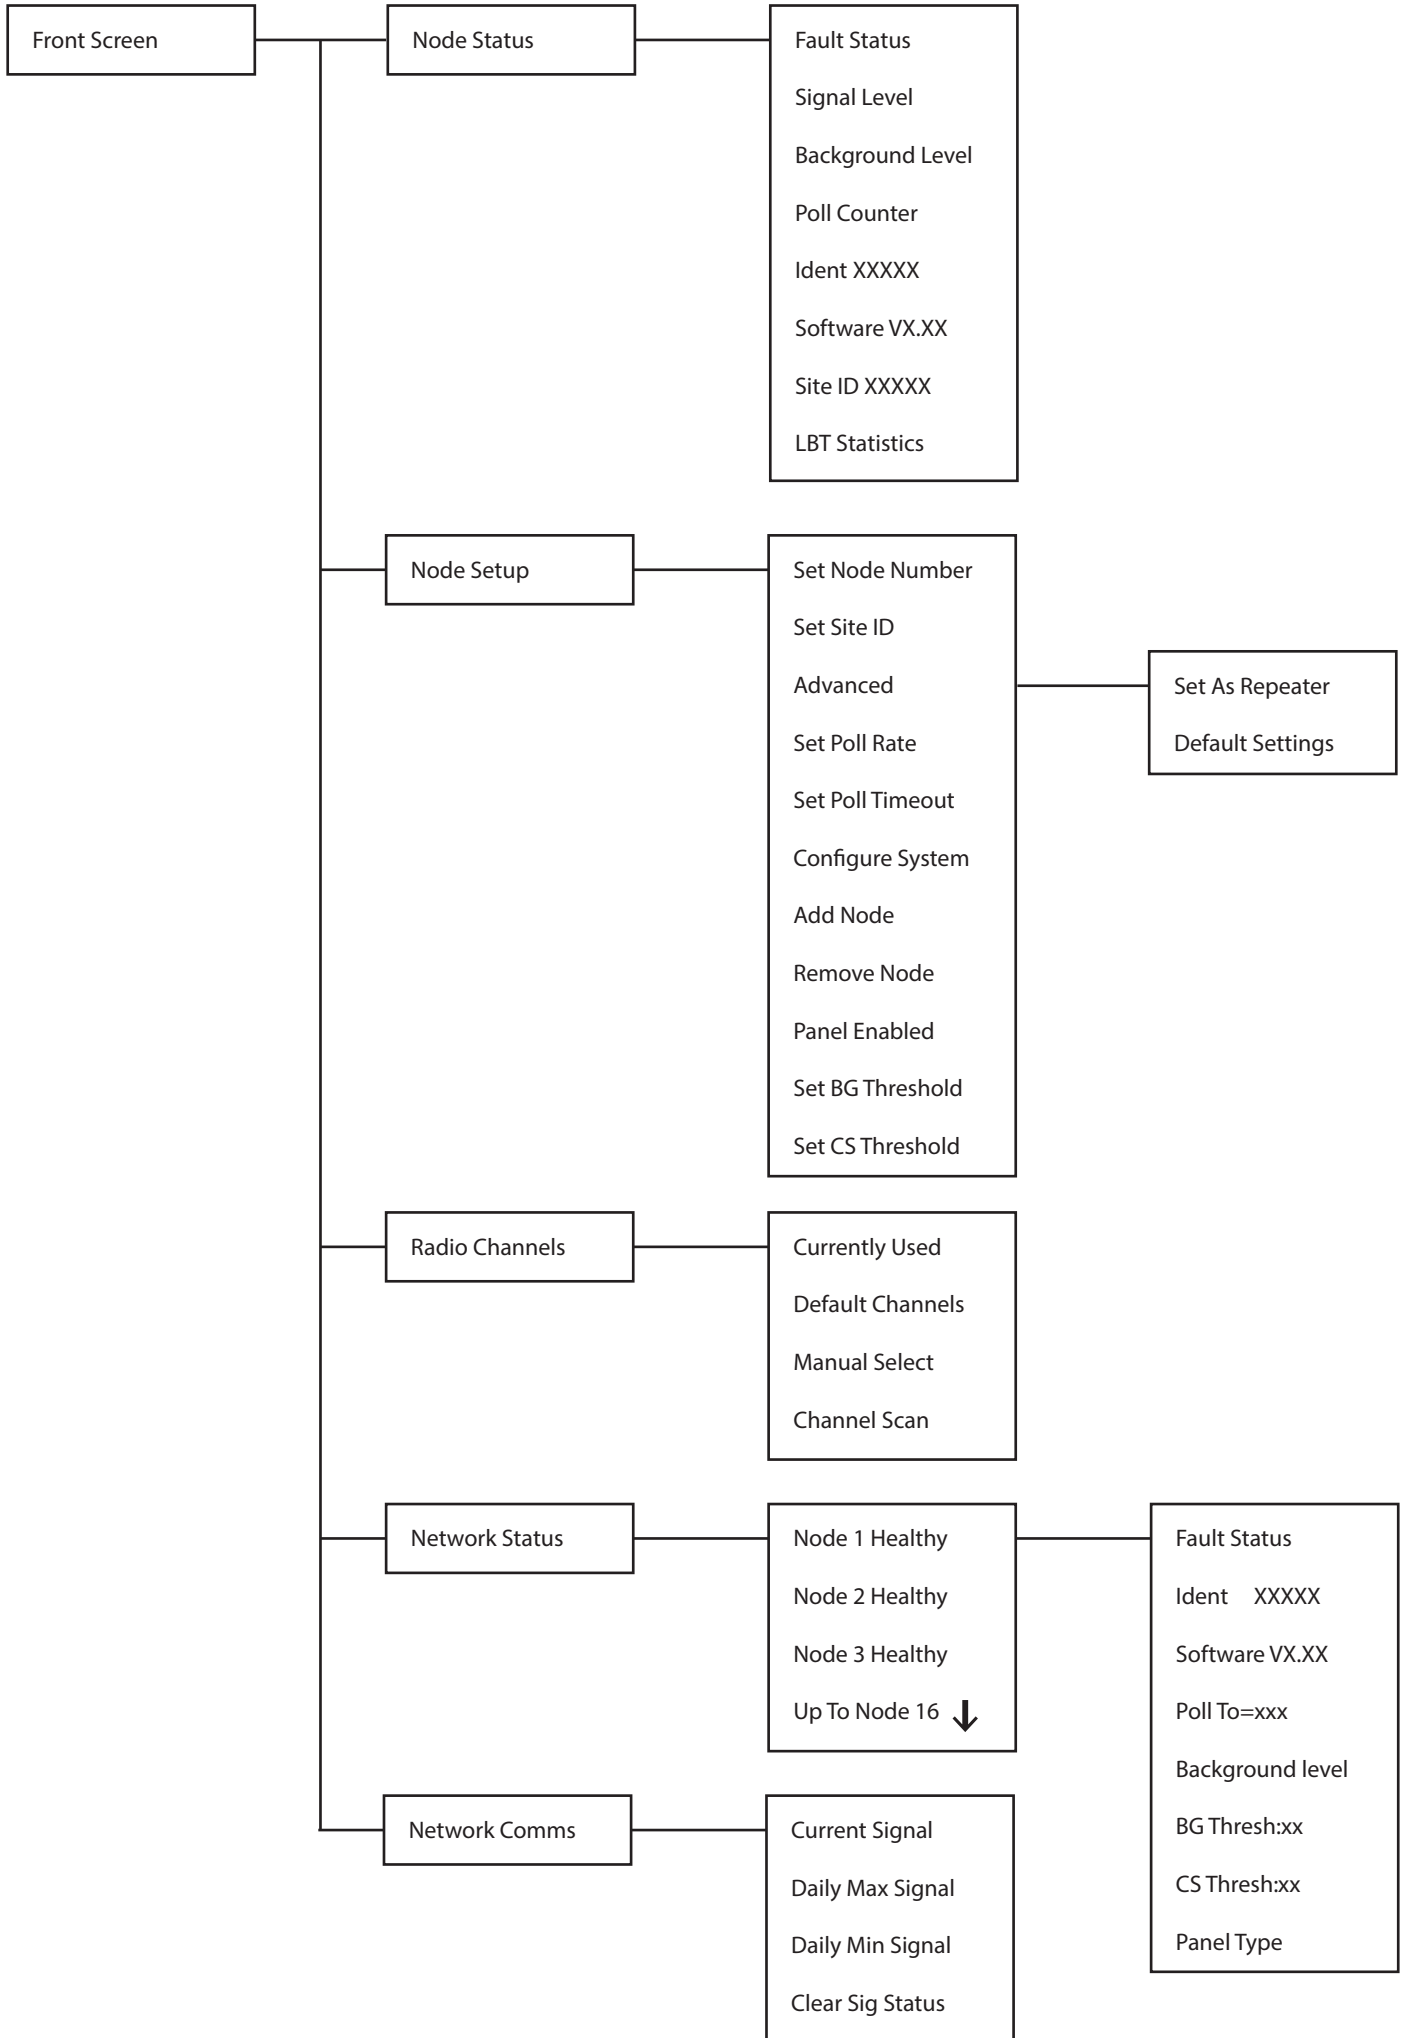 Front Screen
Node Status
Fault Status
Signal Level
Background Level
Poll Counter
Ident XXXXX
Software VX.XX
Site ID XXXXX
LBT Statistics
Node Setup
Set Node Number
Set Site ID
Advanced
Set Poll Rate
Set Poll Timeout
Configure System
Add Node
Remove Node
Panel Enabled
Set BG Threshold
Set CS Threshold
Set As Repeater
Default Settings
Radio Channels
Currently Used
Default Channels
Manual Select
Channel Scan
Network Status
Node 1 Healthy
Node 2 Healthy
Node 3 Healthy
Up To Node 16
Fault Status
Ident XXXXX
Software VX.XX
Poll To=xxx
Background level
BG Thresh:xx
CS Thresh:xx
Panel Type
Network Comms
Current Signal
Daily Max Signal
Daily Min Signal
Clear Sig Status